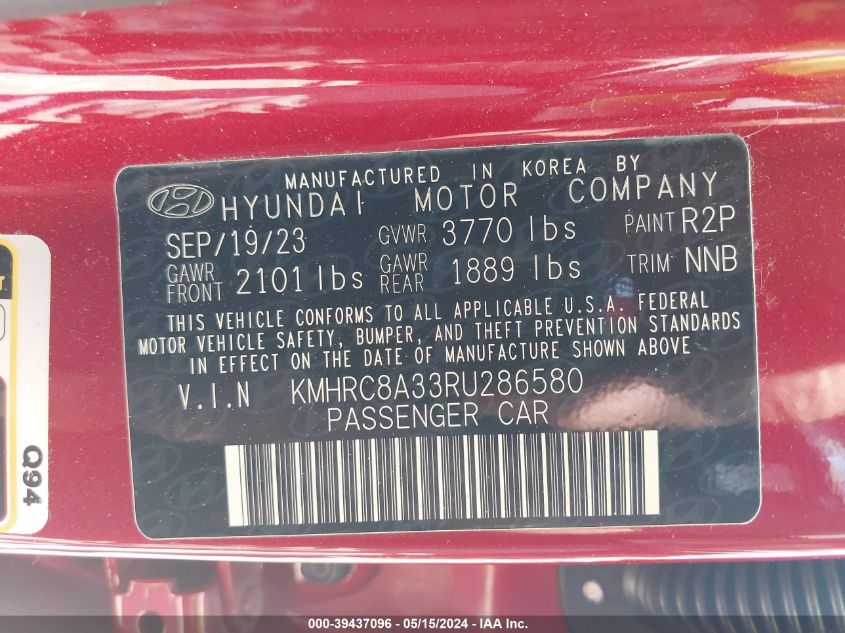 MANUFACTURED IN KOREA BY
HYUNDAI MOTOR COMPANY
SEP/19/23 GVWR 3770 lbs PAINT R2P
GAWR FRONT 2101 lbs GAWR REAR 1889 lbs TRIM NNB
THIS VEHICLE CONFORMS TO ALL APPLICABLE U.S.A. FEDERAL
MOTOR VEHICLE SAFETY, BUMPER, AND THEFT PREVENTION STANDARDS
IN EFFECT ON THE DATE OF MANUFACTURE SHOWN ABOVE
V.I.N KMHRC8A33RU286580
PASSENGER CAR
Q94
000-39437096 - 05/15/2024 - IAA Inc.